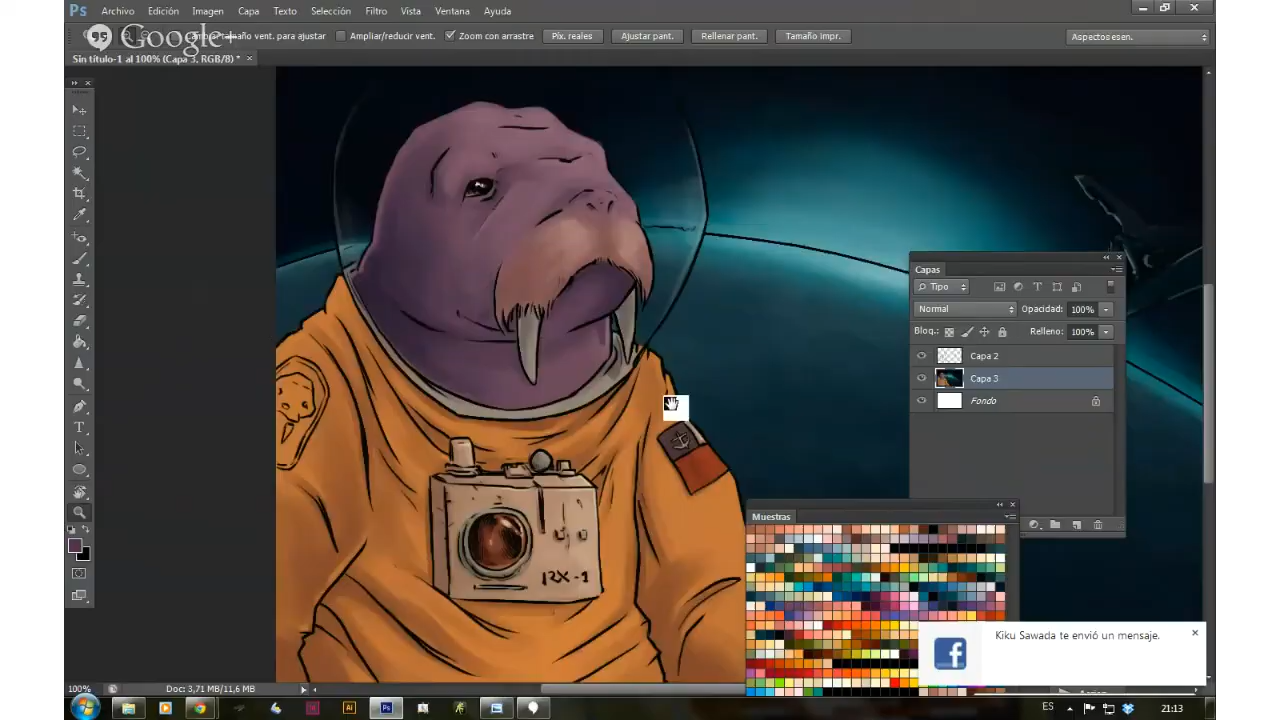 Ps Archivo Edición Imagen Capa Texto Selección Filtro Vista Ventana Ayuda
Google+
vent. para ajustar Ampliar/reducir vent. Zoom con arrastre Píx. reales Ajustar pant. Rellenar pant. Tamaño impr. Aspectos esen.
Sin título-1 al 100% (Capa 3, RGB/8) *
Capas
Tipo
Normal Opacidad: 100%
Bloq.: Relleno: 100%
Capa 2
Capa 3
Fondo
Muestras
12X-1
Kiku Sawada te envió un mensaje.
100% Doc: 3,71 MB/11,6 MB
Ai Ps ES 21:13